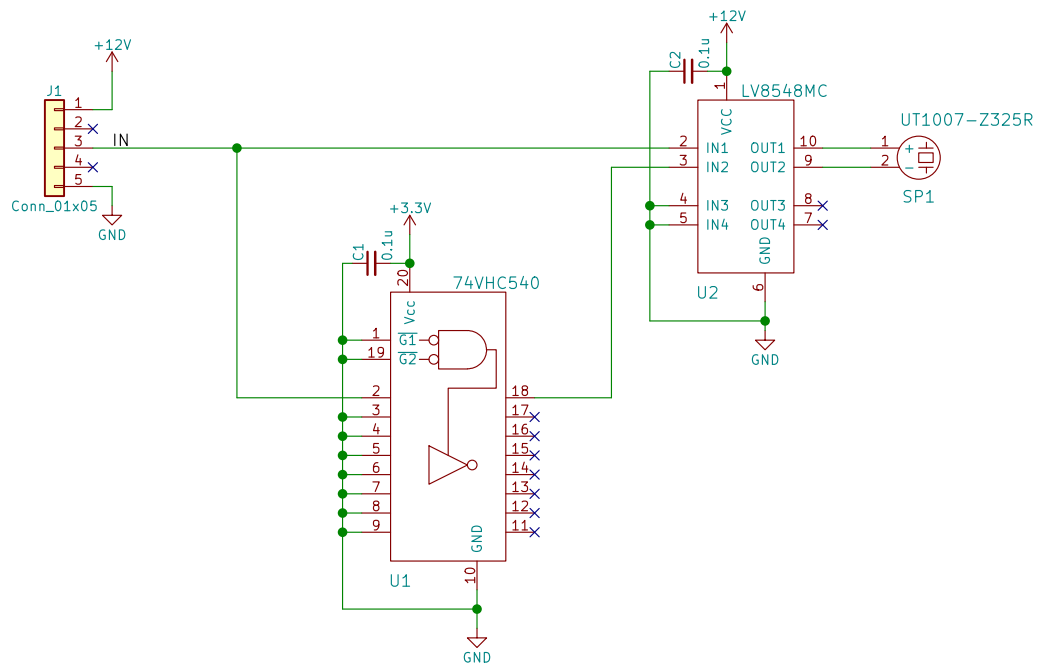 +12V
J1
1
2
3
4
5
IN
Conn_01x05
GND
+3.3V
C1
0.1u
20
74VHC540
Vcc
1
G1
19
G2
2
3
4
5
6
7
8
9
18
17
16
15
14
13
12
11
GND
10
U1
GND
+12V
C2
0.1u
1
LV8548MC
VCC
2 IN1 OUT1 10
3 IN2 OUT2 9
4 IN3 OUT3 8
5 IN4 OUT4 7
GND
6
U2
GND
UT1007-Z325R
1 +
2 -
SP1